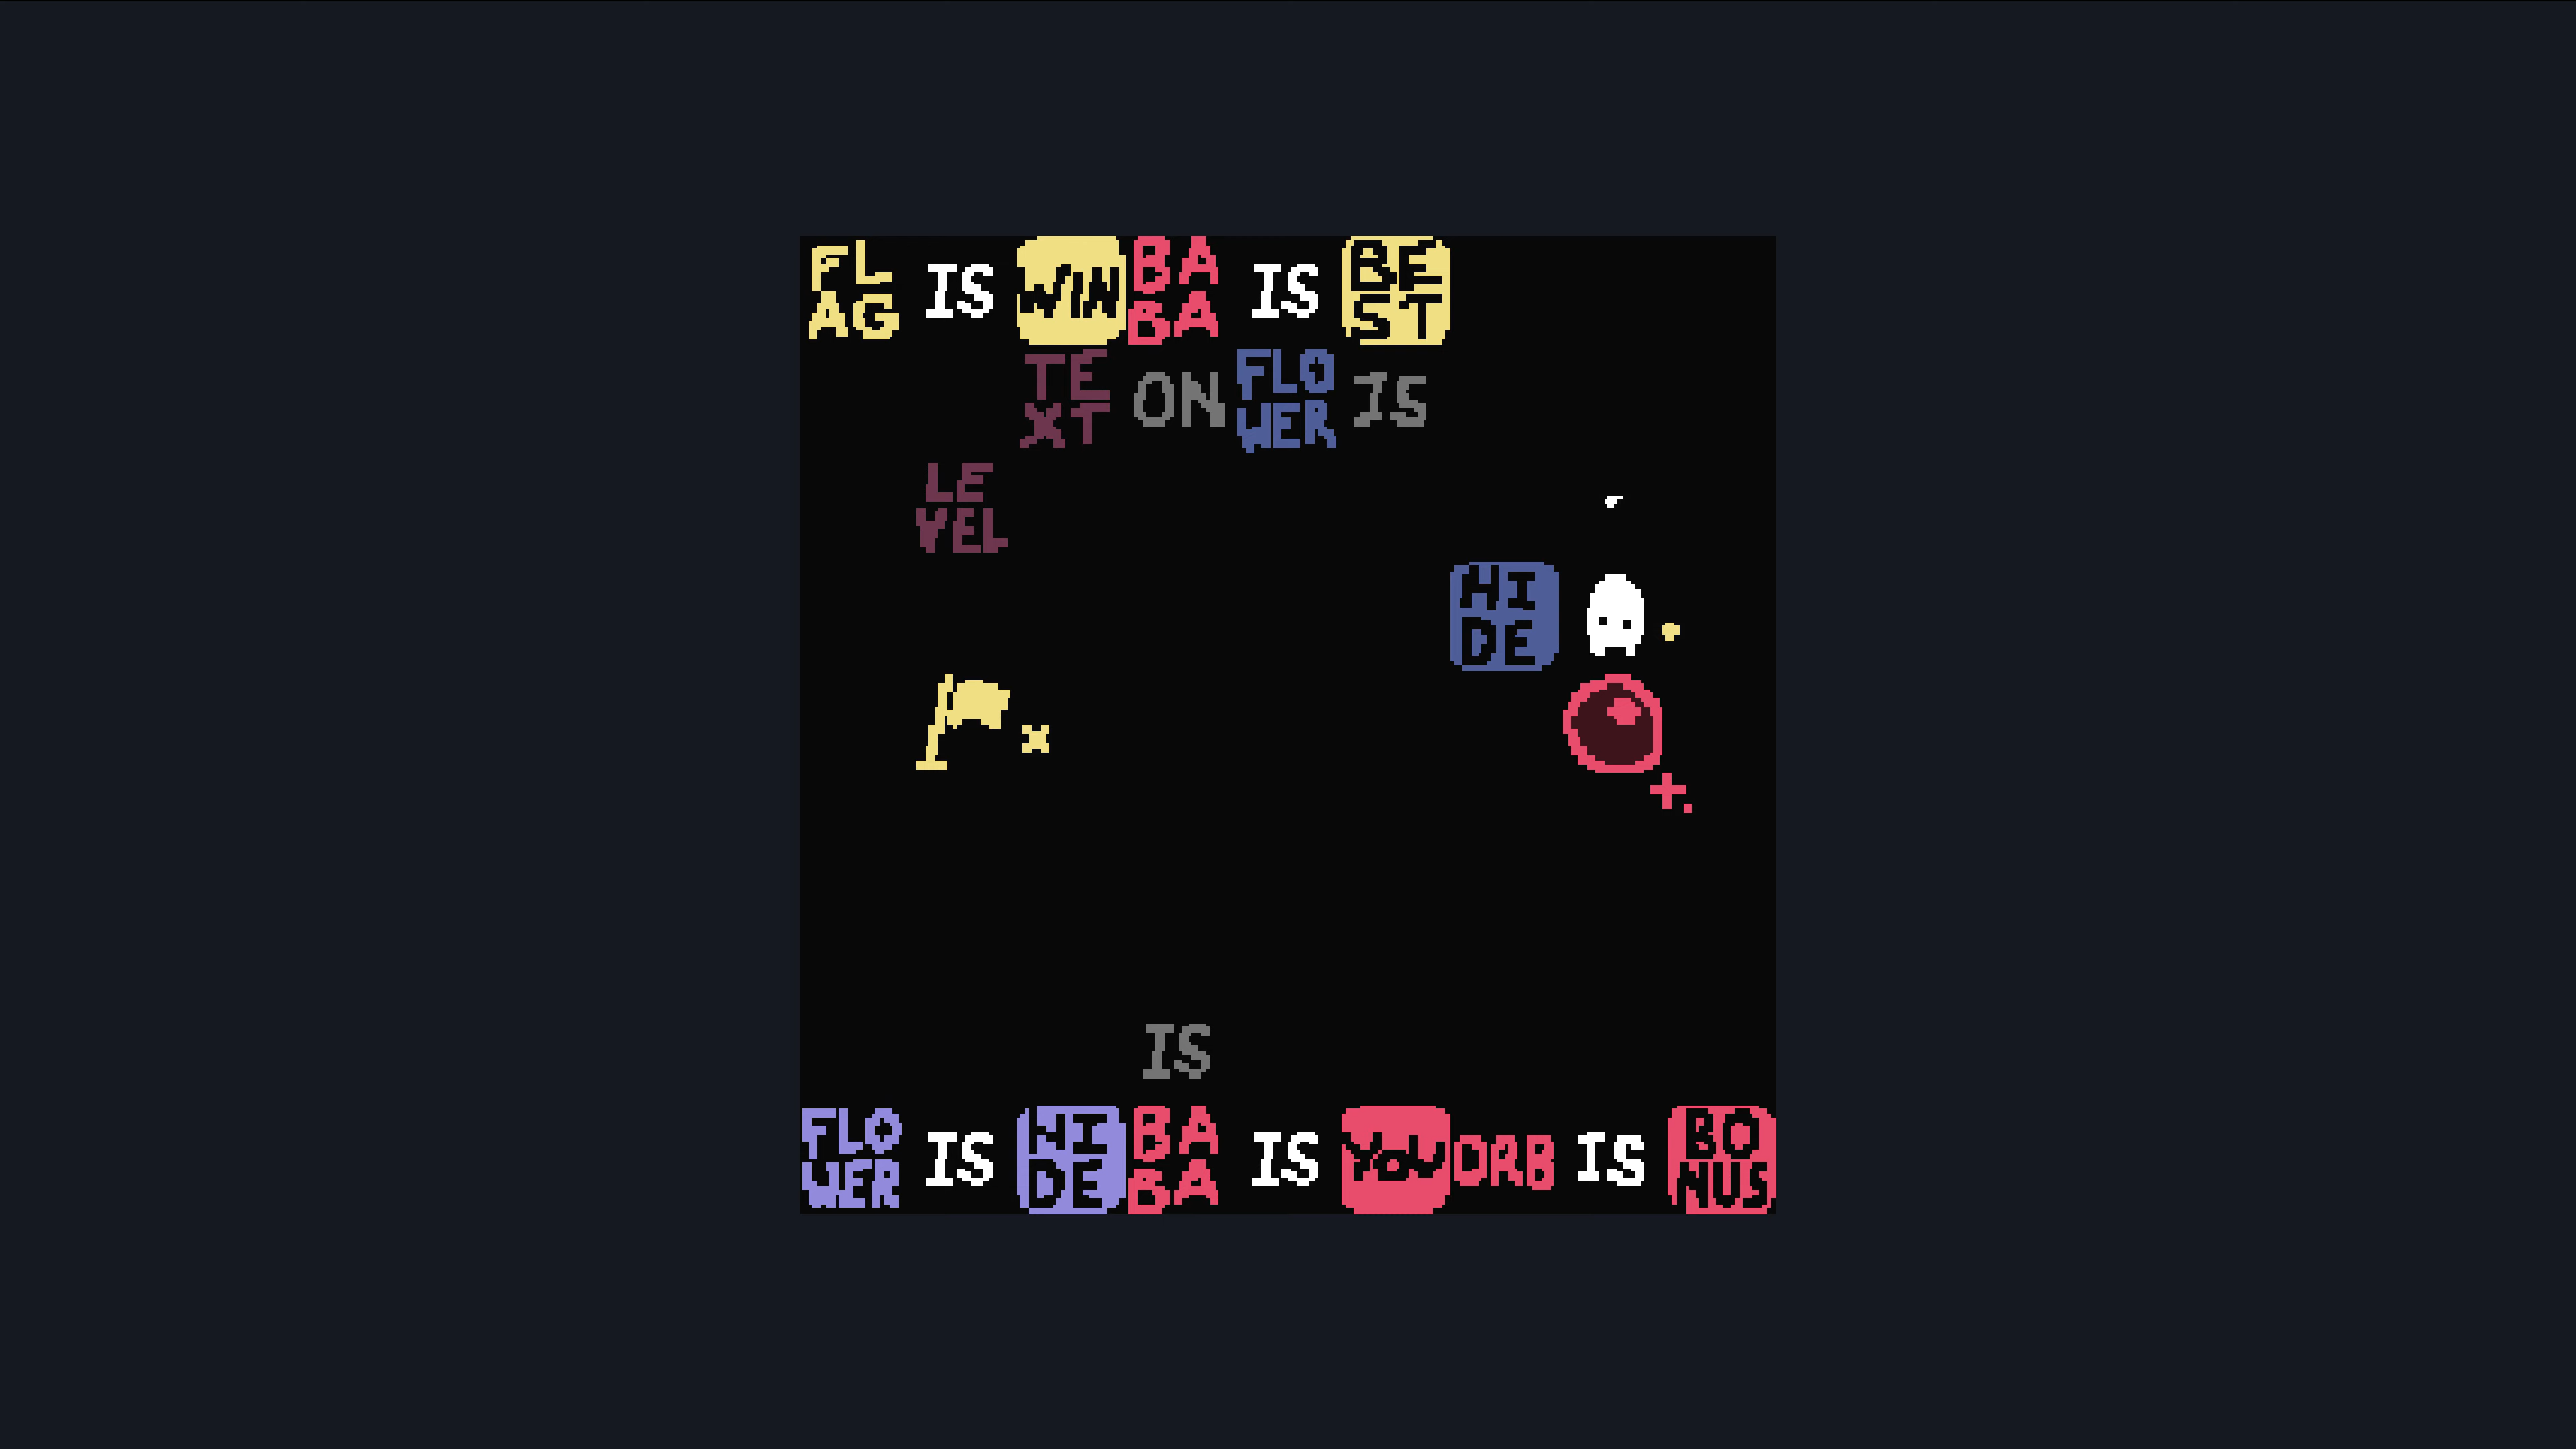 FLAG IS WIN BABA IS BEST
TEXT ON FLOWER IS
LEVEL
HIDE
IS
FLOWER IS HIDE BABA IS YOU ORB IS BONUS